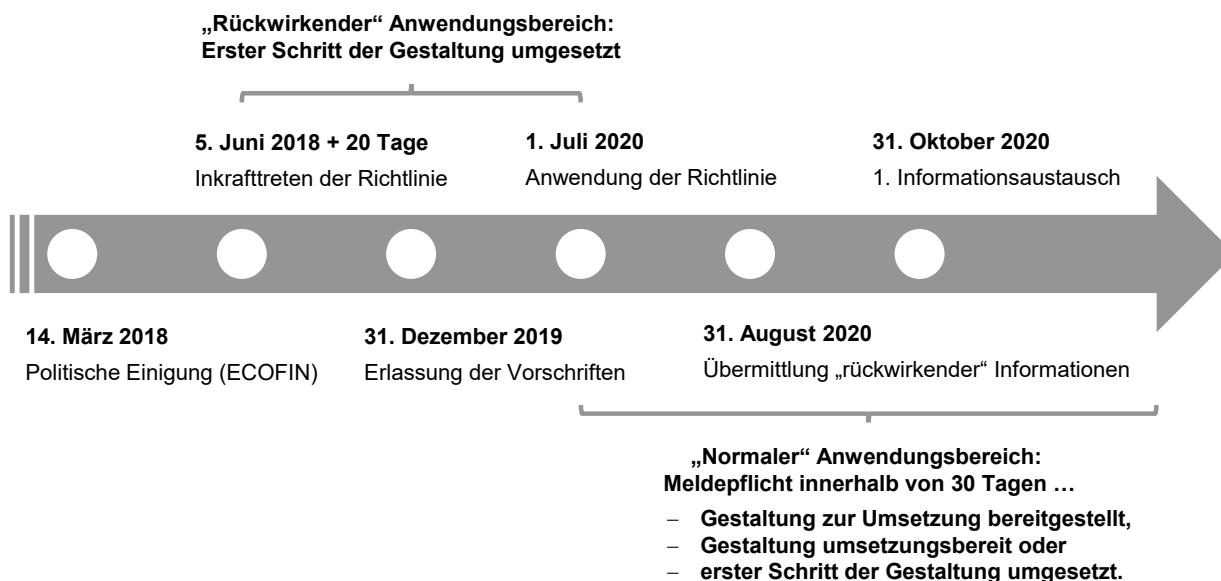 „Rückwirkender“ Anwendungsbereich:
Erster Schritt der Gestaltung umgesetzt
5. Juni 2018 + 20 Tage
Inkrafttreten der Richtlinie
1. Juli 2020
Anwendung der Richtlinie
31. Oktober 2020
1. Informationsaustausch
14. März 2018
Politische Einigung (ECOFIN)
31. Dezember 2019
Erlassung der Vorschriften
31. August 2020
Übermittlung „rückwirkender“ Informationen
„Normaler“ Anwendungsbereich:
Meldepflicht innerhalb von 30 Tagen …
– Gestaltung zur Umsetzung bereitgestellt,
– Gestaltung umsetzungsbereit oder
– erster Schritt der Gestaltung umgesetzt.